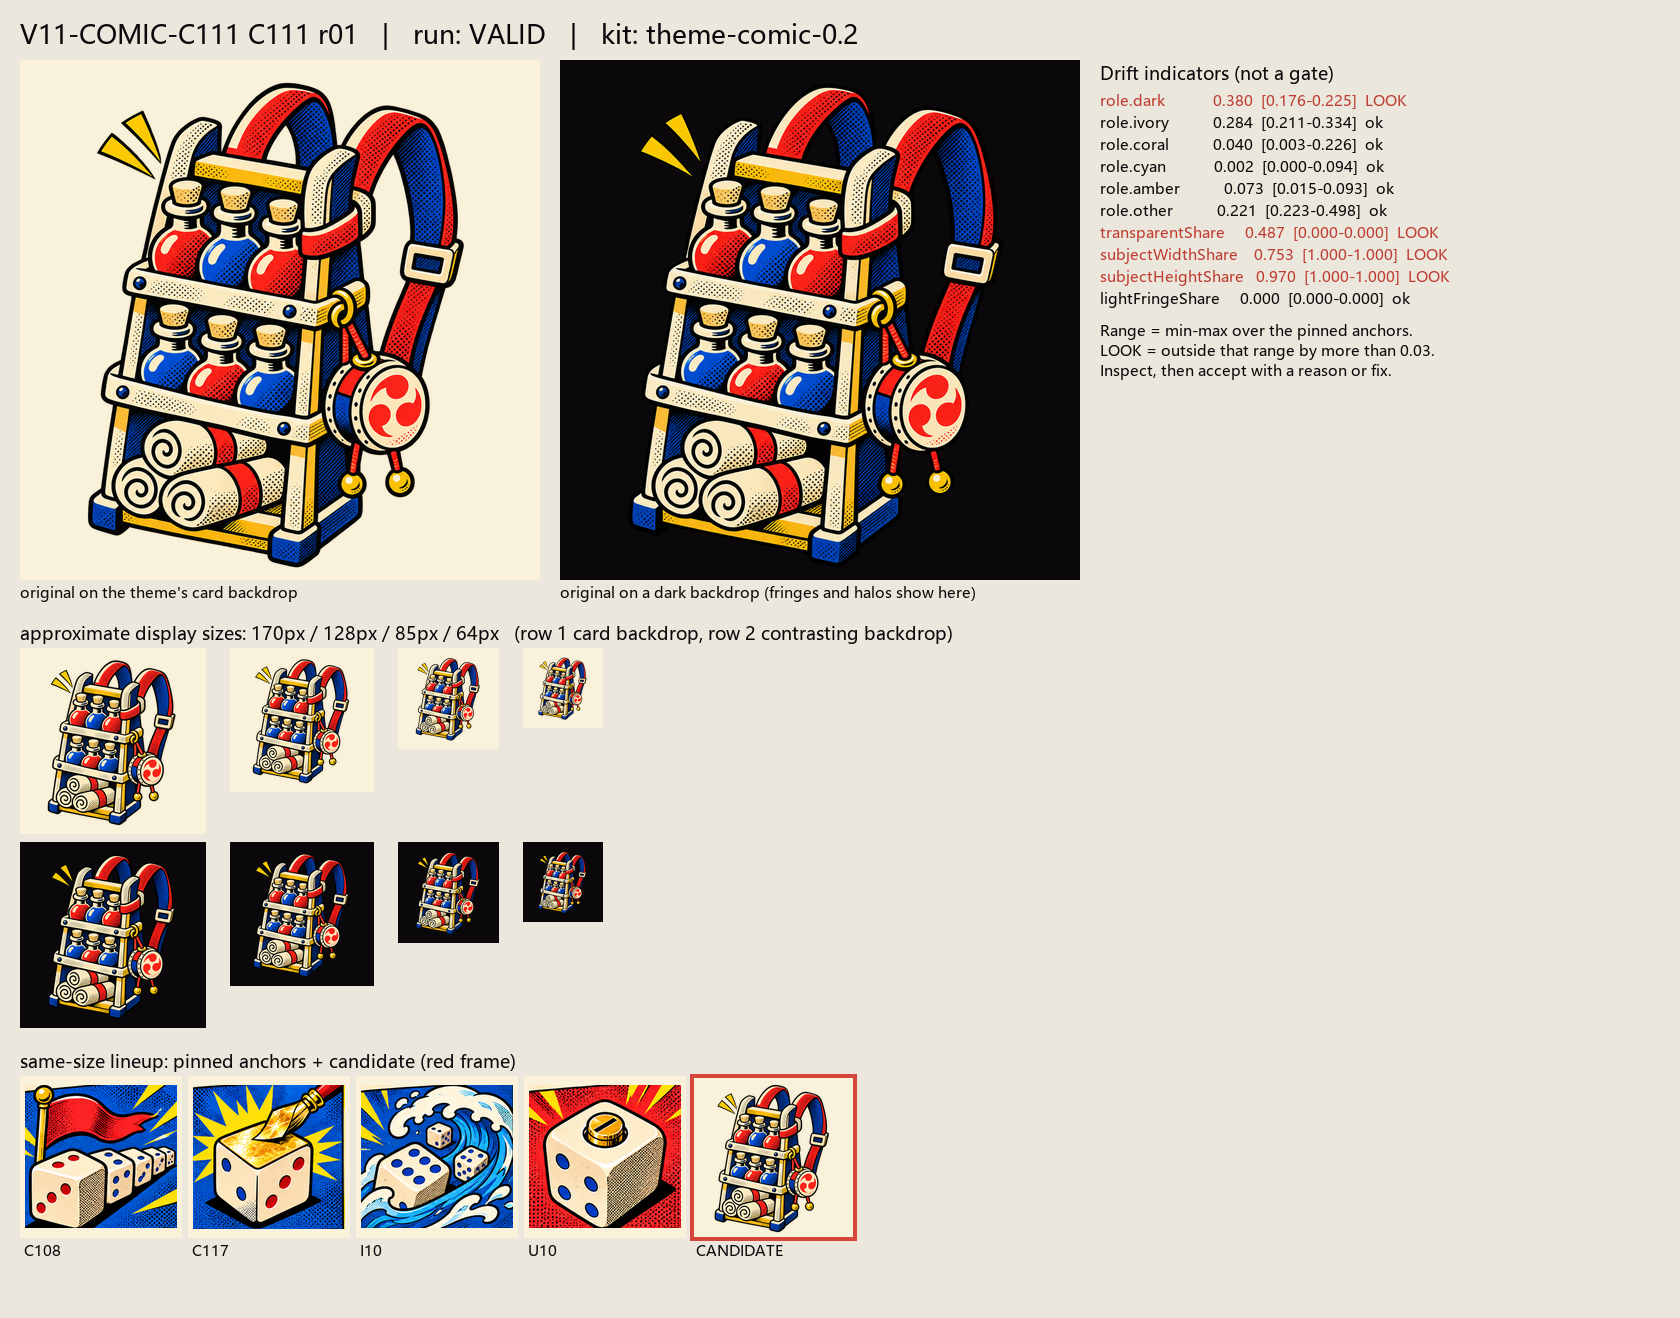 V11-COMIC-C111 C111 r01 | run: VALID | kit: theme-comic-0.2
Drift indicators (not a gate)
role.dark 0.380 [0.176-0.225] LOOK
role.ivory 0.284 [0.211-0.334] ok
role.coral 0.040 [0.003-0.226] ok
role.cyan 0.002 [0.000-0.094] ok
role.amber 0.073 [0.015-0.093] ok
role.other 0.221 [0.223-0.498] ok
transparentShare 0.487 [0.000-0.000] LOOK
subjectWidthShare 0.753 [1.000-1.000] LOOK
subjectHeightShare 0.970 [1.000-1.000] LOOK
lightFringeShare 0.000 [0.000-0.000] ok
Range = min-max over the pinned anchors.
LOOK = outside that range by more than 0.03.
Inspect, then accept with a reason or fix.
original on the theme's card backdrop
original on a dark backdrop (fringes and halos show here)
approximate display sizes: 170px / 128px / 85px / 64px (row 1 card backdrop, row 2 contrasting backdrop)
same-size lineup: pinned anchors + candidate (red frame)
C108
C117
I10
U10
CANDIDATE